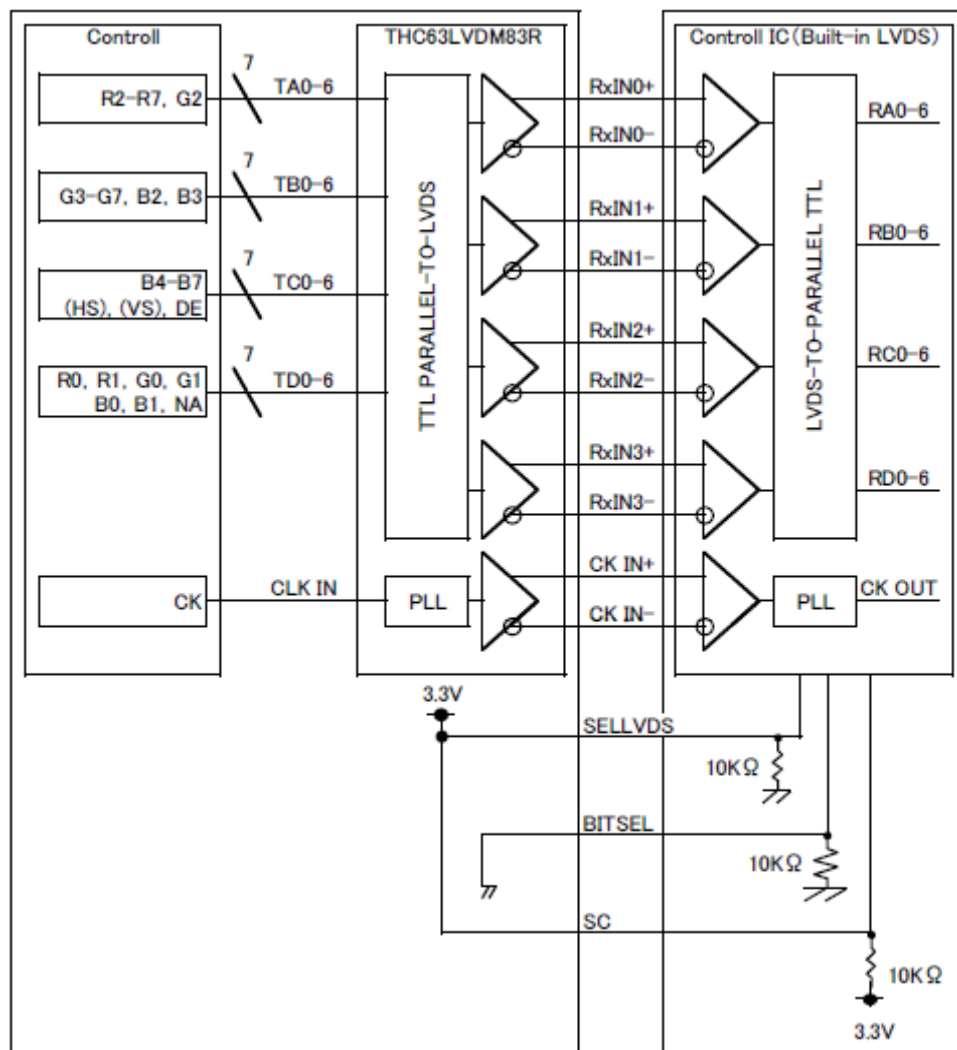 Controll
THC63LVDM83R
Controll IC(Built-in LVDS)
7
R2-R7, G2
TA0-6
RxIN0+
RxIN0-
RA0-6
7
G3-G7, B2, B3
TB0-6
RxIN1+
RxIN1-
RB0-6
7
B4-B7
(HS), (VS), DE
TC0-6
RxIN2+
RxIN2-
RC0-6
7
R0, R1, G0, G1
B0, B1, NA
TD0-6
RxIN3+
RxIN3-
RD0-6
TTL PARALLEL-TO-LVDS
LVDS-TO-PARALLEL TTL
CK
CLK IN
PLL
CK IN+
CK IN-
PLL
CK OUT
3.3V
SELLVDS
10KΩ
BITSEL
10KΩ
SC
10KΩ
3.3V